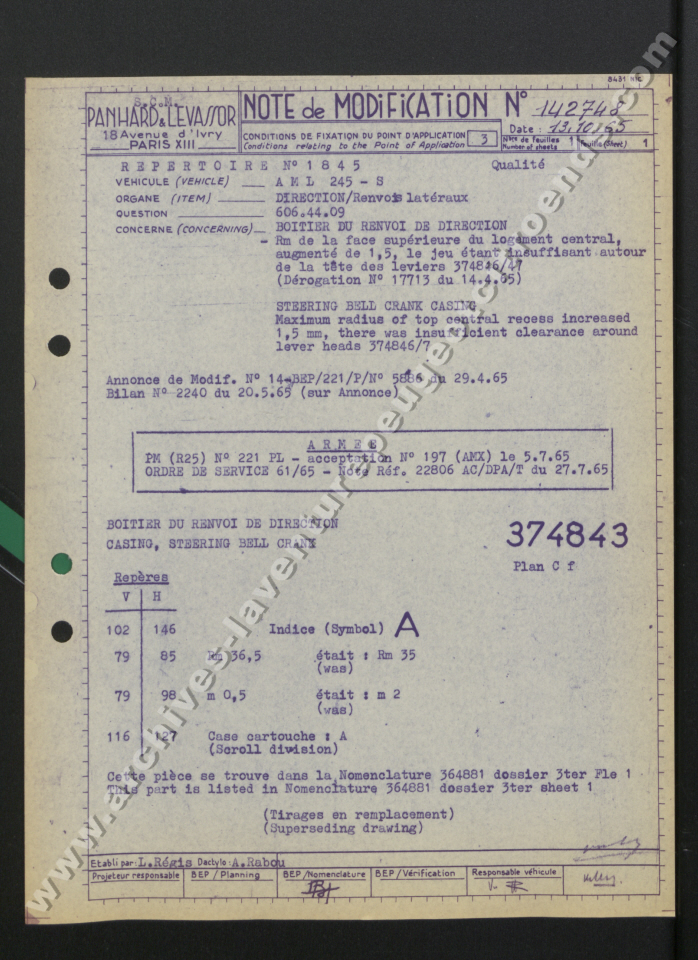 8431 NIC
S.C.M.
PANHARD & LEVASSOR
18 Avenue d'Ivry
PARIS XIII
NOTE de MODIFICATION N° 142748
CONDITIONS DE FIXATION DU POINT D'APPLICATION 3
Conditions relating to the Point of Application
Date : 13.10.65
Nbre de feuilles 1
Number of sheets
Feuille (Sheet) 1
REPERTOIRE N° 1845 Qualité
VEHICULE (VEHICLE) AML 245 - S
ORGANE (ITEM) DIRECTION/Renvois latéraux
QUESTION 606.44.09
CONCERNE (CONCERNING) BOITIER DU RENVOI DE DIRECTION
- Rm de la face supérieure du logement central,
augmenté de 1,5, le jeu étant insuffisant autour
de la tête des leviers 374846/47
(Dérogation N° 17713 du 14.4.65)
STEERING BELL CRANK CASING
Maximum radius of top central recess increased
1,5 mm, there was insufficient clearance around
lever heads 374846/7
Annonce de Modif. N° 14-BEP/221/P/N° 5886 du 29.4.65
Bilan N° 2240 du 20.5.65 (sur Annonce)
ARMEE
PM (R25) N° 221 PL - acceptation N° 197 (AMX) le 5.7.65
ORDRE DE SERVICE 61/65 - Note Réf. 22806 AC/DPA/T du 27.7.65
BOITIER DU RENVOI DE DIRECTION
CASING, STEERING BELL CRANK
374843
Plan C f
Repères
V H
102 146 Indice (Symbol) A
79 85 Rm 36,5 était : Rm 35
(was)
79 98 m 0,5 était : m 2
(was)
116 127 Case cartouche : A
(Scroll division)
Cette pièce se trouve dans la Nomenclature 364881 dossier 3ter Fle 1
This part is listed in Nomenclature 364881 dossier 3ter sheet 1
(Tirages en remplacement)
(Superseding drawing)
Etabli par: L.Régis Dactylo: A.Rabou
Projeteur responsable BEP / Planning BEP / Nomenclature BEP / Vérification Responsable véhicule
www.archives-laventure-peugeot-citroen-ds.com